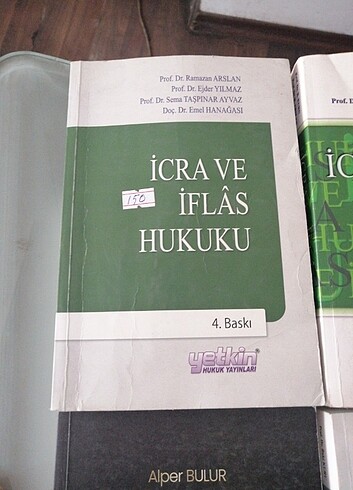 Prof. Dr. Ramazan ARSLAN
Prof. Dr. Ejder YILMAZ
Prof. Dr. Sema TAŞPINAR AYVAZ
Doç. Dr. Emel HANAĞASI
İCRA VE
İFLÂS
HUKUKU
150
4. Baskı
yetkin
HUKUK YAYINLARI
Alper BULUR
Prof.
İC